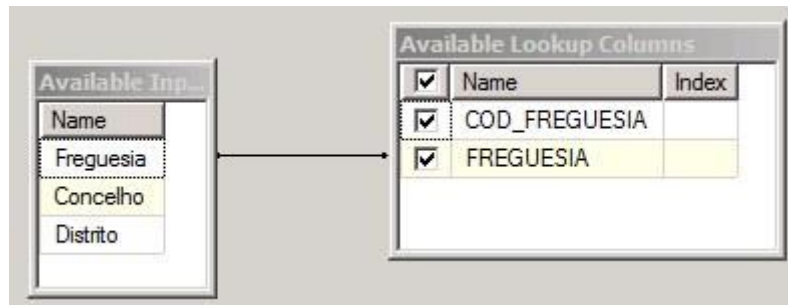 Available Inp...
Name
Freguesia
Concelho
Distrito
Available Lookup Columns
Name Index
COD_FREGUESIA
FREGUESIA